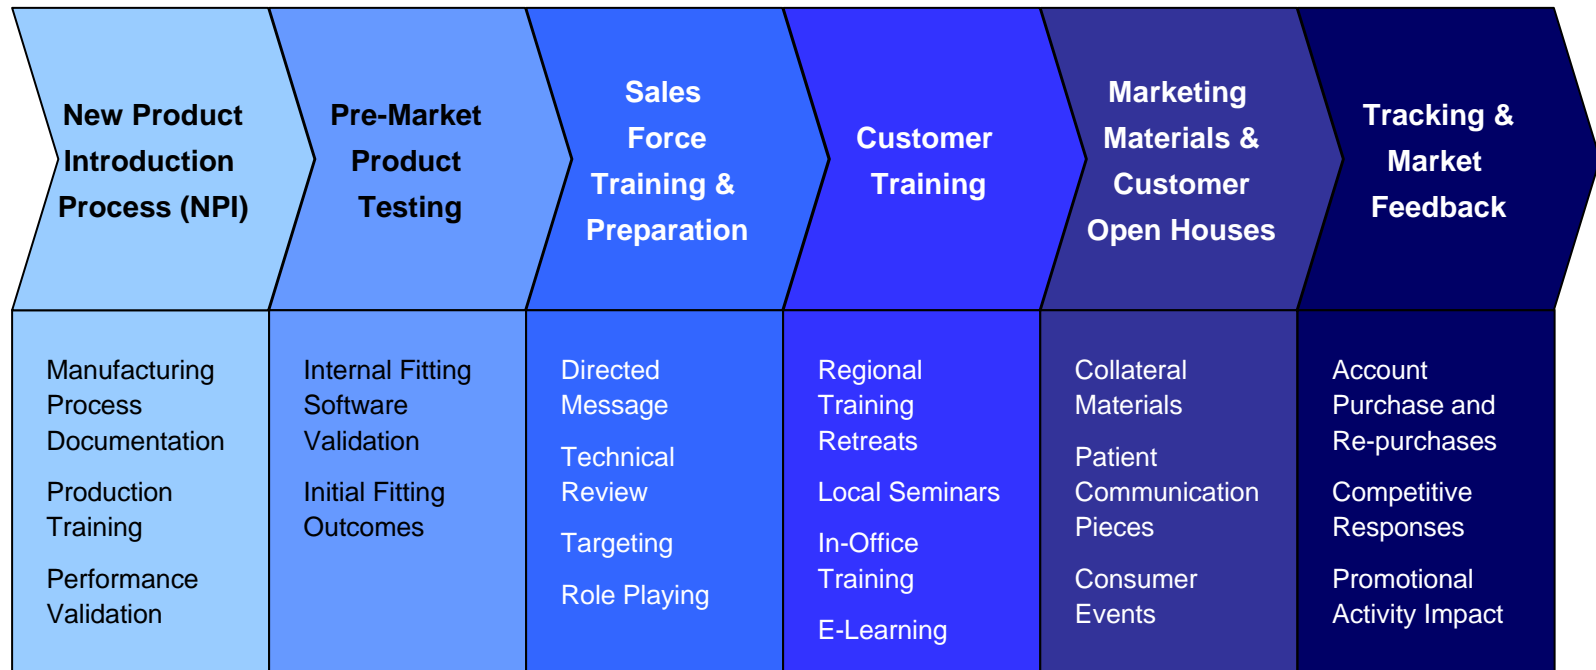 New Product
Introduction
Process (NPI)
Pre-Market
Product
Testing
Sales
Force
Training &
Preparation
Customer
Training
Marketing
Materials &
Customer
Open Houses
Tracking &
Market
Feedback
Manufacturing
Process
Documentation
Production
Training
Performance
Validation
Internal Fitting
Software
Validation
Initial Fitting
Outcomes
Directed
Message
Technical
Review
Targeting
Role Playing
Regional
Training
Retreats
Local Seminars
In-Office
Training
E-Learning
Collateral
Materials
Patient
Communication
Pieces
Consumer
Events
Account
Purchase and
Re-purchases
Competitive
Responses
Promotional
Activity Impact